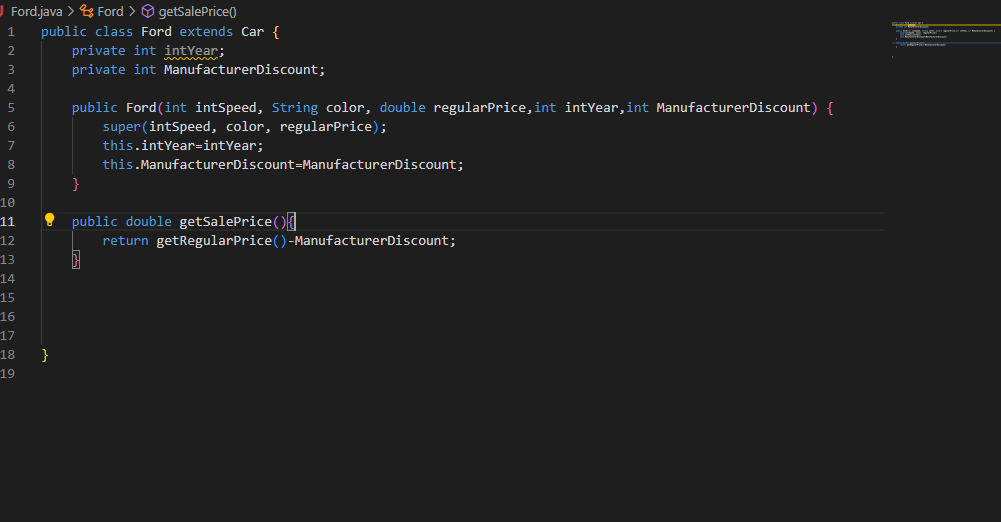 Ford.java > Ford > getSalePrice()
1 public class Ford extends Car {
2 private int intYear;
3 private int ManufacturerDiscount;
4
5 public Ford(int intSpeed, String color, double regularPrice,int intYear,int ManufacturerDiscount) {
6 super(intSpeed, color, regularPrice);
7 this.intYear=intYear;
8 this.ManufacturerDiscount=ManufacturerDiscount;
9 }
10
11 public double getSalePrice(){
12 return getRegularPrice()-ManufacturerDiscount;
13 }
14
15
16
17
18 }
19